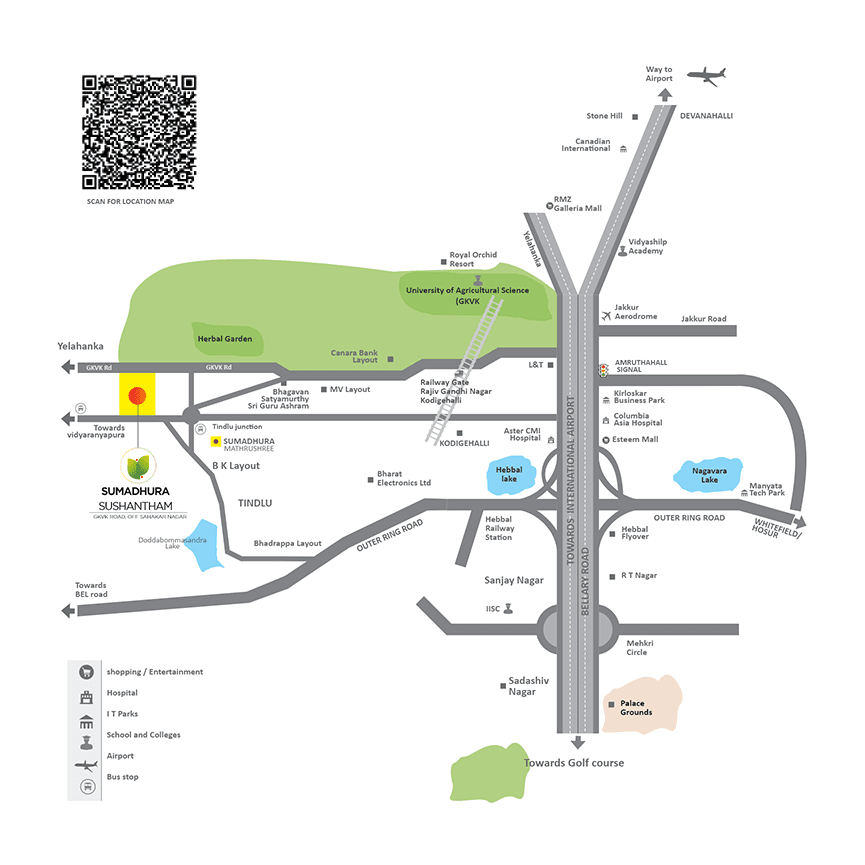 Way to
Airport
Stone Hill
DEVANAHALLI
Canadian
International
SCAN FOR LOCATION MAP
RMZ
Galleria Mall
Yelahanka
Vidyashilp
Academy
Royal Orchid
Resort
University of Agricultural Science
(GKVK
Jakkur
Aerodrome
Jakkur Road
Herbal Garden
Yelahanka
Canara Bank
Layout
GKVK Rd
GKVK Rd
L&T
AMRUTHAHALL
SIGNAL
Bhagavan
Satyamurthy
Sri Guru Ashram
MV Layout
Railway Gate
Rajiv Gandhi Nagar
Kodigehalli
Kirloskar
Business Park
Columbia
Asia Hospital
Towards
vidyaranyapura
Tindlu junction
SUMADHURA
MATHRUSHREE
KODIGEHALLI
Aster CMI
Hospital
Esteem Mall
TOWARDS INTERNATIONAL AIRPORT
B K Layout
Bharat
Electronics Ltd
Hebbal
lake
Nagavara
Lake
Manyata
Tech Park
SUMADHURA
SUSHANTHAM
GKVK ROAD, OFF SAHAKAR NAGAR
TINDLU
OUTER RING ROAD
Hebbal
Railway
Station
OUTER RING ROAD
WHITEFIELD/
HOSUR
Doddabommasandra
Lake
Bhadrappa Layout
Hebbal
Flyover
Towards
BEL road
Sanjay Nagar
BELLARY ROAD
R T Nagar
IISC
Mehkri
Circle
shopping / Entertainment
Hospital
I T Parks
School and Colleges
Airport
Bus stop
Sadashiv
Nagar
Palace
Grounds
Towards Golf course